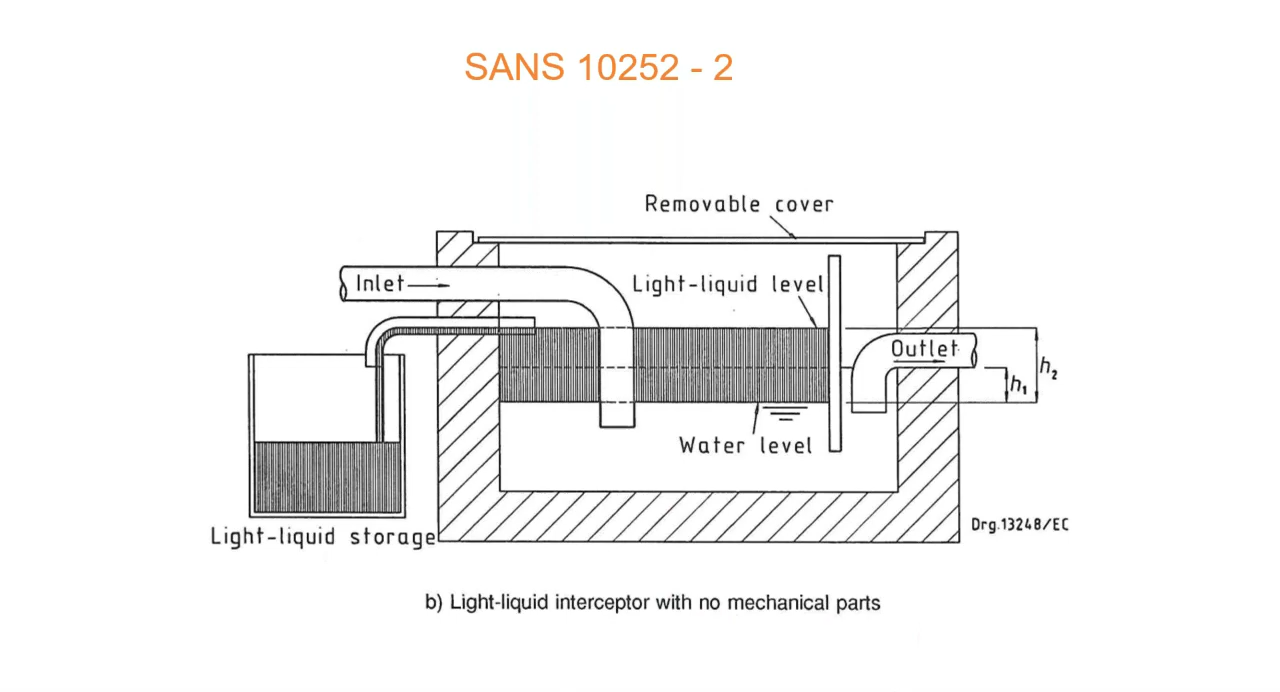 SANS 10252 - 2
Removable cover
Inlet
Light-liquid level
Outlet
h₂
h₁
Water level
Drg.13248/EC
Light-liquid storage
b) Light-liquid interceptor with no mechanical parts